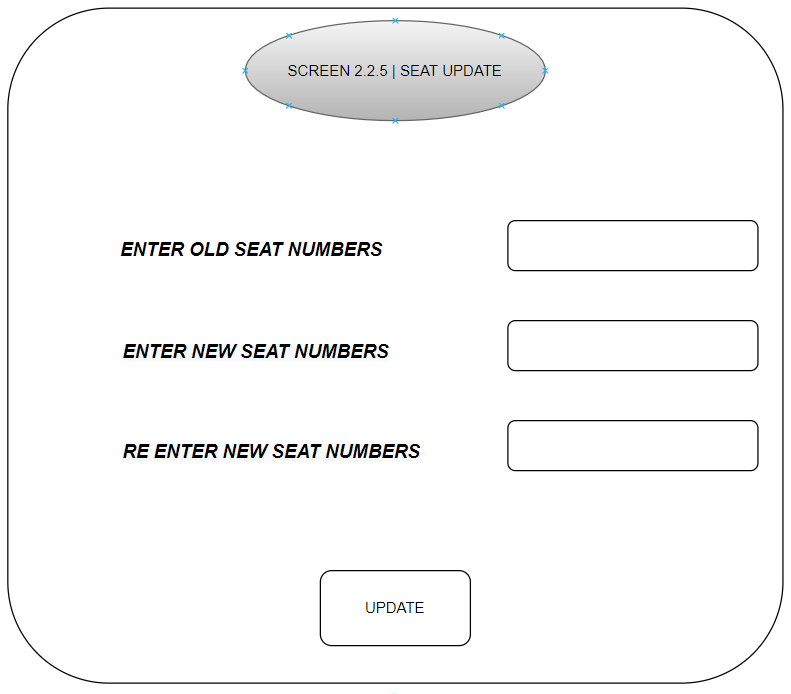 SCREEN 2.2.5 | SEAT UPDATE
ENTER OLD SEAT NUMBERS
ENTER NEW SEAT NUMBERS
RE ENTER NEW SEAT NUMBERS
UPDATE